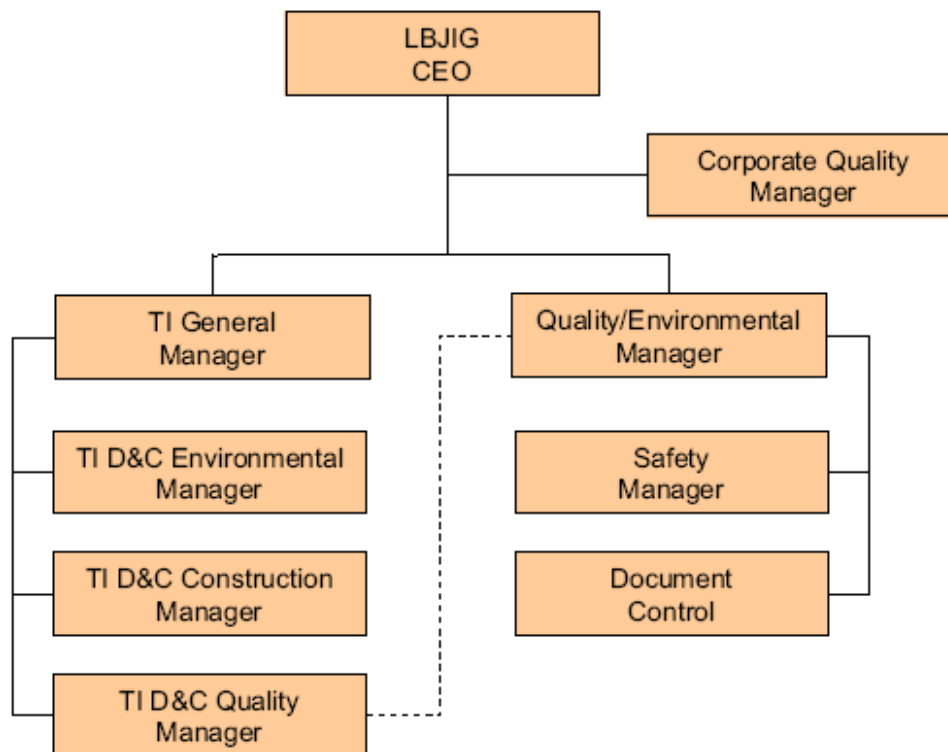 LBJIG
CEO
Corporate Quality
Manager
TI General
Manager
Quality/Environmental
Manager
TI D&C Environmental
Manager
Safety
Manager
TI D&C Construction
Manager
Document
Control
TI D&C Quality
Manager